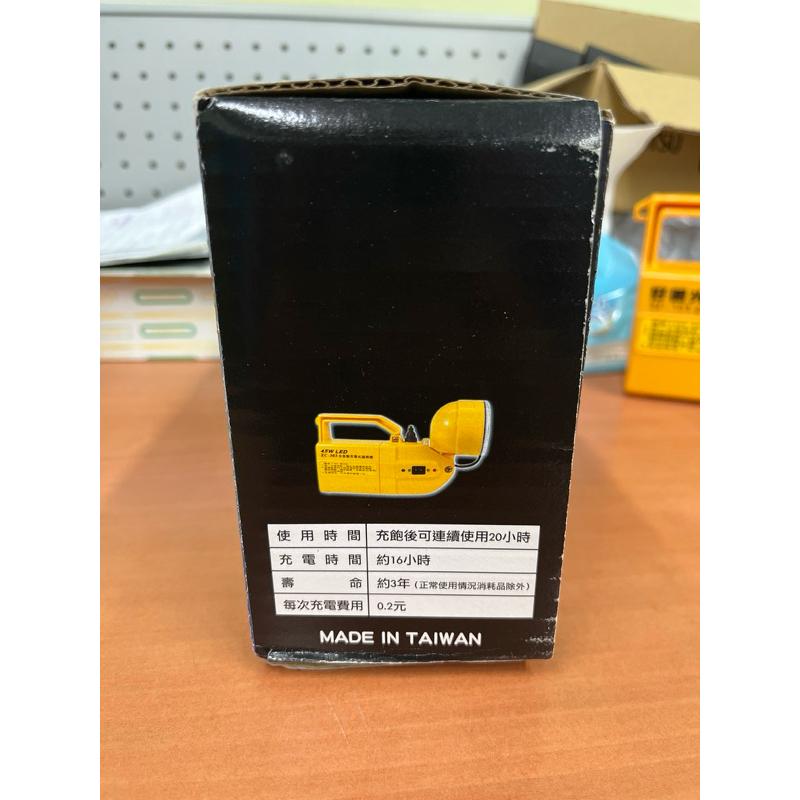 45W LED
使用時間 充飽後可連續使用20小時
充電時間 約16小時
壽命 約3年(正常使用情況消耗品除外)
每次充電費用 0.2元
MADE IN TAIWAN